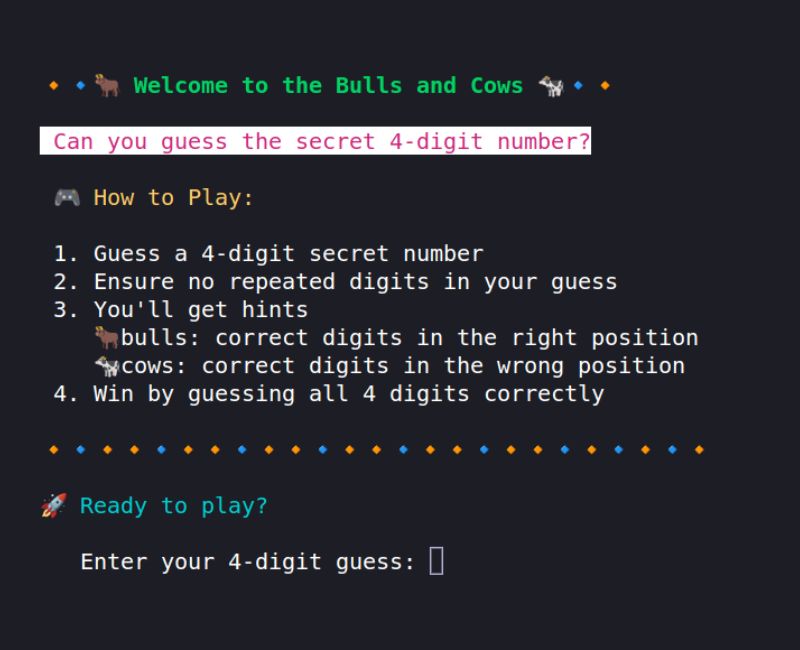 Welcome to the Bulls and Cows
Can you guess the secret 4-digit number?
How to Play:
1. Guess a 4-digit secret number
2. Ensure no repeated digits in your guess
3. You'll get hints
bulls: correct digits in the right position
cows: correct digits in the wrong position
4. Win by guessing all 4 digits correctly
Ready to play?
Enter your 4-digit guess: